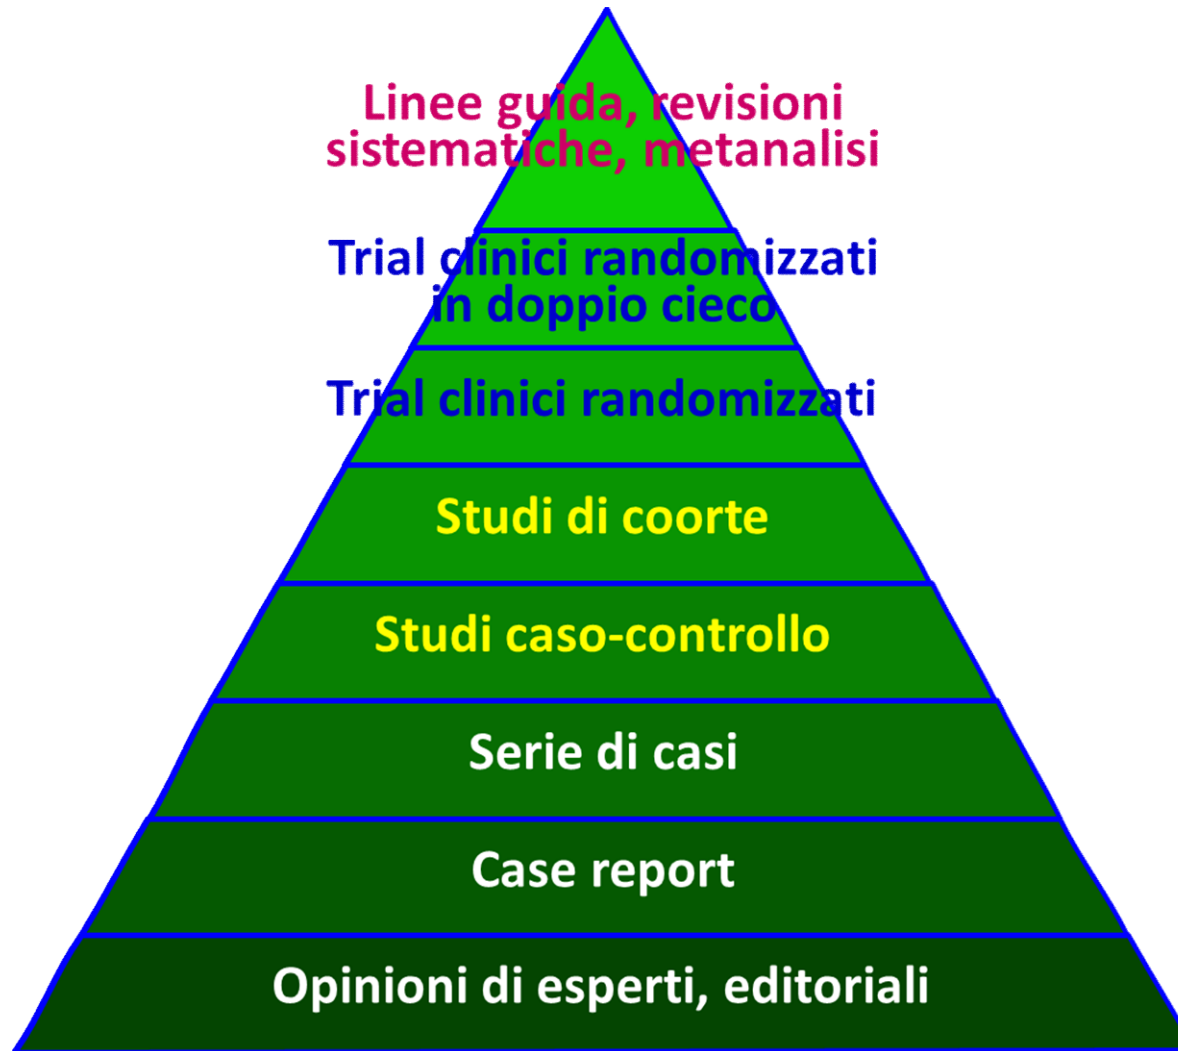 Linee guida, revisioni
sistematiche, metanalisi
Trial clinici randomizzati
in doppio cieco
Trial clinici randomizzati
Studi di coorte
Studi caso-controllo
Serie di casi
Case report
Opinioni di esperti, editoriali